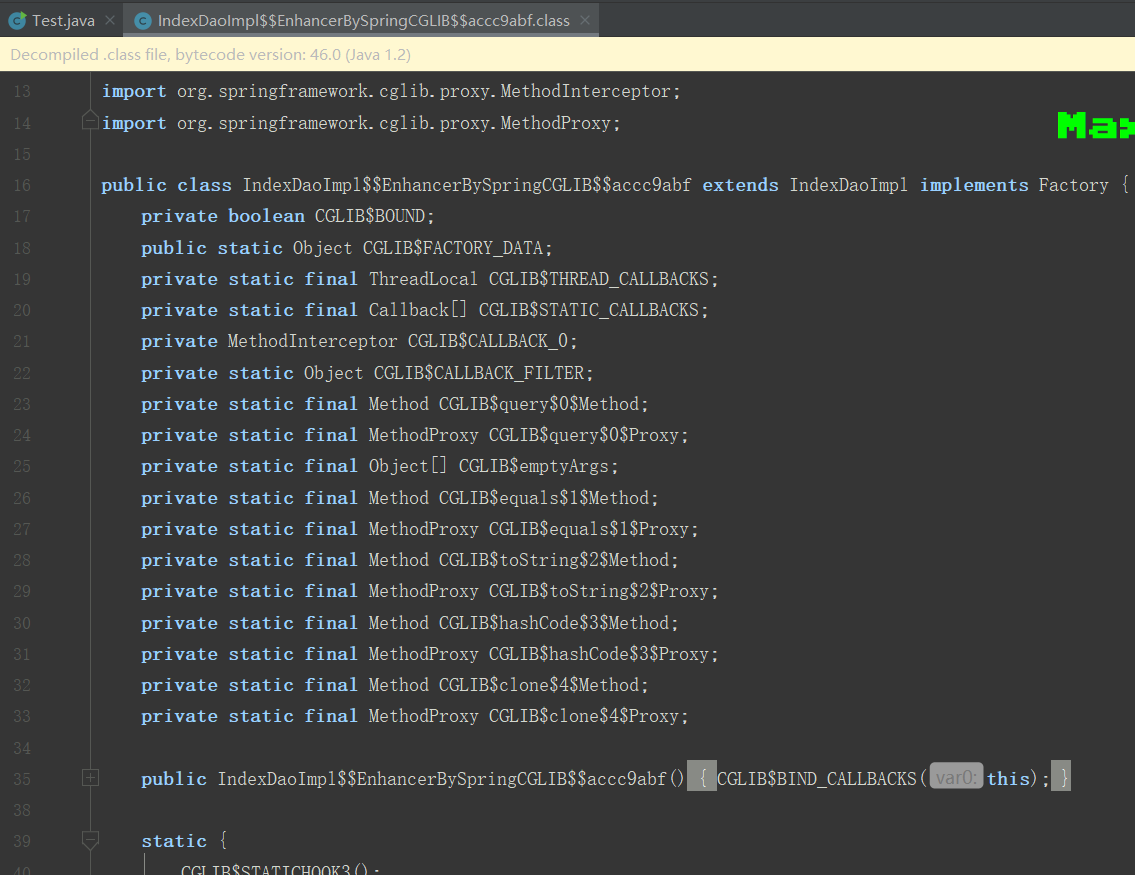 Test.java
IndexDaoImpl$$EnhancerBySpringCGLIB$$accc9abf.class
Decompiled .class file, bytecode version: 46.0 (Java 1.2)
13 import org.springframework.cglib.proxy.MethodInterceptor;
14 import org.springframework.cglib.proxy.MethodProxy;
15
16 public class IndexDaoImpl$$EnhancerBySpringCGLIB$$accc9abf extends IndexDaoImpl implements Factory {
17 private boolean CGLIB$BOUND;
18 public static Object CGLIB$FACTORY_DATA;
19 private static final ThreadLocal CGLIB$THREAD_CALLBACKS;
20 private static final Callback[] CGLIB$STATIC_CALLBACKS;
21 private MethodInterceptor CGLIB$CALLBACK_0;
22 private static Object CGLIB$CALLBACK_FILTER;
23 private static final Method CGLIB$query$0$Method;
24 private static final MethodProxy CGLIB$query$0$Proxy;
25 private static final Object[] CGLIB$emptyArgs;
26 private static final Method CGLIB$equals$1$Method;
27 private static final MethodProxy CGLIB$equals$1$Proxy;
28 private static final Method CGLIB$toString$2$Method;
29 private static final MethodProxy CGLIB$toString$2$Proxy;
30 private static final Method CGLIB$hashCode$3$Method;
31 private static final MethodProxy CGLIB$hashCode$3$Proxy;
32 private static final Method CGLIB$clone$4$Method;
33 private static final MethodProxy CGLIB$clone$4$Proxy;
34
35 public IndexDaoImpl$$EnhancerBySpringCGLIB$$accc9abf() { CGLIB$BIND_CALLBACKS( var0: this); }
38
39 static {
40 CGLIB$STATICHOOK3();